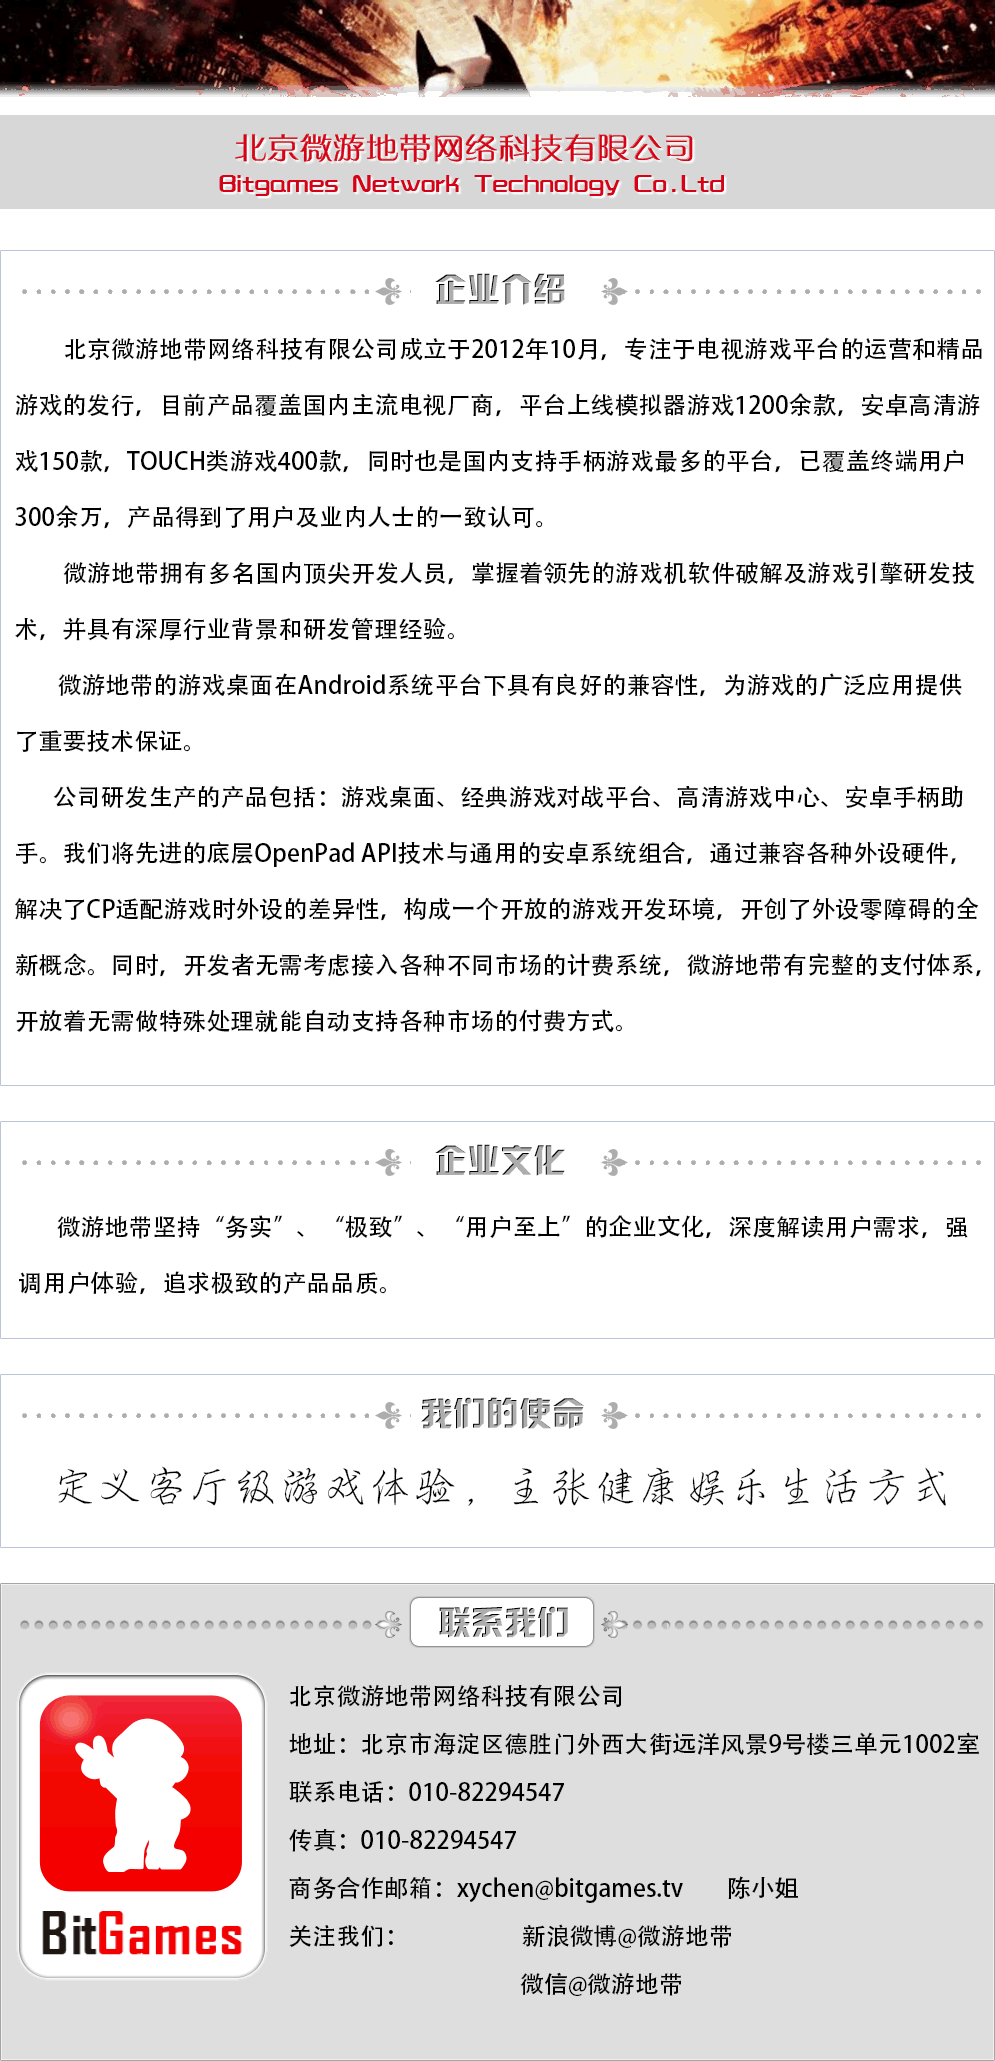 北京微游地带网络科技有限公司
Bitgames Network Technology Co.Ltd
企业介绍
北京微游地带网络科技有限公司成立于2012年10月，专注于电视游戏平台的运营和精品
游戏的发行，目前产品覆盖国内主流电视厂商，平台上线模拟器游戏1200余款，安卓高清游
戏150款，TOUCH类游戏400款，同时也是国内支持手柄游戏最多的平台，已覆盖终端用户
300余万，产品得到了用户及业内人士的一致认可。
微游地带拥有多名国内顶尖开发人员，掌握着领先的游戏机软件破解及游戏引擎研发技
术，并具有深厚行业背景和研发管理经验。
微游地带的游戏桌面在Android系统平台下具有良好的兼容性，为游戏的广泛应用提供
了重要技术保证。
公司研发生产的产品包括：游戏桌面、经典游戏对战平台、高清游戏中心、安卓手柄助
手。我们将先进的底层OpenPad API技术与通用的安卓系统组合，通过兼容各种外设硬件，
解决了CP适配游戏时外设的差异性，构成一个开放的游戏开发环境，开创了外设零障碍的全
新概念。同时，开发者无需考虑接入各种不同市场的计费系统，微游地带有完整的支付体系，
开放着无需做特殊处理就能自动支持各种市场的付费方式。
企业文化
微游地带坚持“务实”、“极致”、“用户至上”的企业文化，深度解读用户需求，强
调用户体验，追求极致的产品品质。
我们的使命
定义客厅级游戏体验，主张健康娱乐生活方式
联系我们
北京微游地带网络科技有限公司
地址：北京市海淀区德胜门外西大街远洋风景9号楼三单元1002室
联系电话：010-82294547
传真：010-82294547
商务合作邮箱：xychen@bitgames.tv 陈小姐
关注我们： 新浪微博@微游地带
微信@微游地带
BitGames